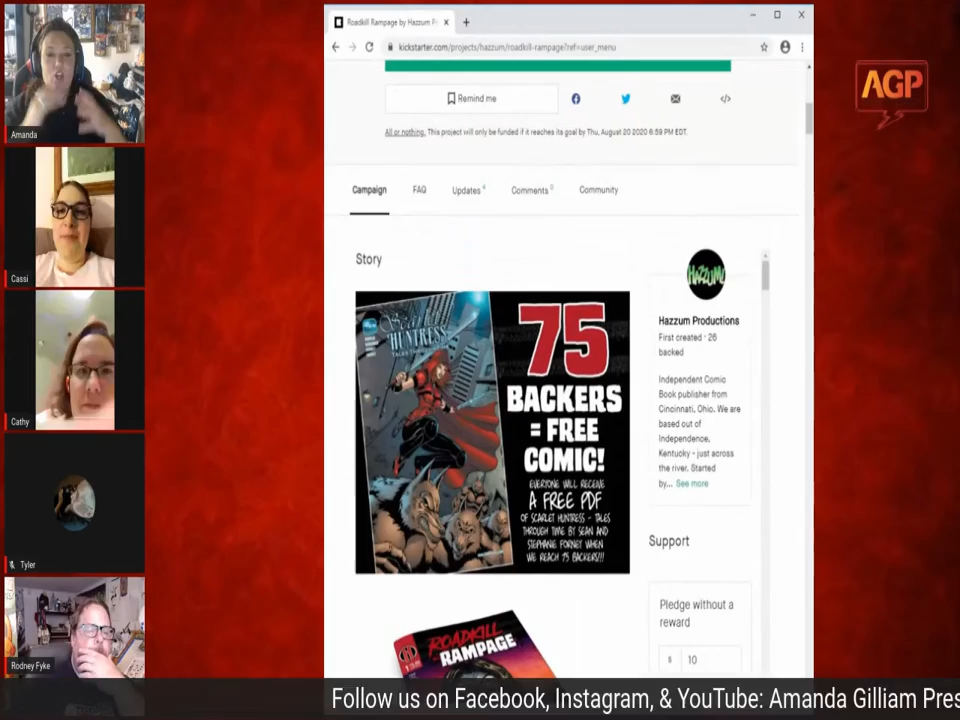 Amanda
Cassi
Cathy
Tyler
Rodney Fyke
Roadkill Rampage by Hazzum P
kickstarter.com/projects/hazzum/roadkill-rampage?ref=user_menu
Remind me
All or nothing. This project will only be funded if it reaches its goal by Thu, August 20 2020 6:59 PM EDT.
Campaign
FAQ
Updates 4
Comments 0
Community
Story
Scarlet
HUNTRESS
75
BACKERS
= FREE
COMIC!
EVERYONE WILL RECEIVE
A FREE PDF
OF SCARLET HUNTRESS - TALES
THROUGH TIME BY SEAN AND
STEPHANIE FORNEY WHEN
WE REACH 75 BACKERS!!!
ROADKILL
RAMPAGE
HAZZUM!
Hazzum Productions
First created · 26
backed
Independent Comic
Book publisher from
Cincinnati, Ohio. We are
based out of
Independence,
Kentucky - just across
the river. Started
by... See more
Support
Pledge without a
reward
$ 10
AGP
Follow us on Facebook, Instagram, & YouTube: Amanda Gilliam Pres